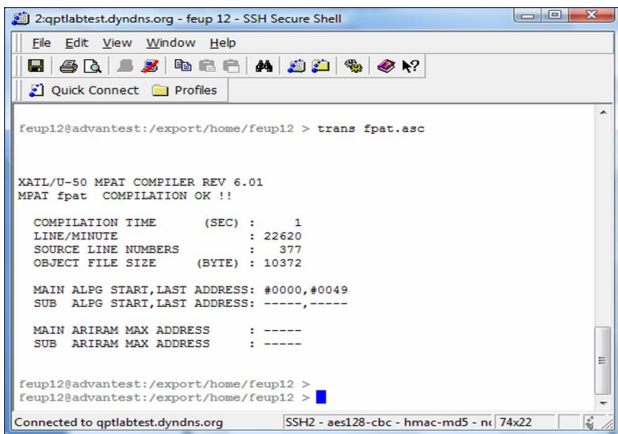 2:qptlabtest.dyndns.org - feup 12 - SSH Secure Shell
File Edit View Window Help
Quick Connect Profiles
feup12@advantest:/export/home/feup12 > trans fpat.asc
XATL/U-50 MPAT COMPILER REV 6.01
MPAT fpat COMPILATION OK !!
COMPILATION TIME (SEC) : 1
LINE/MINUTE : 22620
SOURCE LINE NUMBERS : 377
OBJECT FILE SIZE (BYTE) : 10372
MAIN ALPG START,LAST ADDRESS: #0000,#0049
SUB ALPG START,LAST ADDRESS: -----,-----
MAIN ARIRAM MAX ADDRESS : -----
SUB ARIRAM MAX ADDRESS : -----
feup12@advantest:/export/home/feup12 >
feup12@advantest:/export/home/feup12 >
Connected to qptlabtest.dyndns.org SSH2 - aes128-cbc - hmac-md5 - nc 74x22